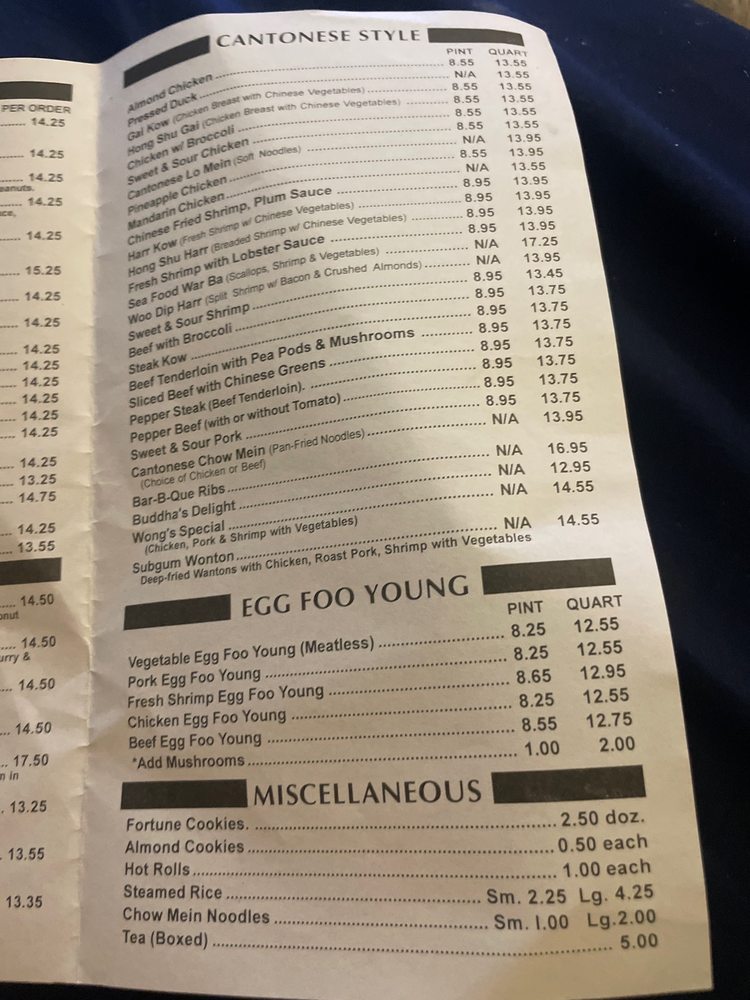 PER ORDER
14.25
14.25
14.25
eanuts.
14.25
ce,
14.25
15.25
14.25
14.25
14.25
14.25
14.25
14.25
14.25
14.25
14.25
13.25
14.75
14.25
13.55
14.50
onut
14.50
urry &
14.50
14.50
17.50
n in
13.25
13.55
13.35
CANTONESE STYLE
PINT QUART
Almond Chicken 8.55 13.55
Pressed Duck N/A 13.55
Gai Kow (Chicken Breast with Chinese Vegetables) 8.55 13.55
Hong Shu Gai (Chicken Breast with Chinese Vegetables) 8.55 13.55
Chicken w/ Broccoli 8.55 13.55
Sweet & Sour Chicken 8.55 13.55
Cantonese Lo Mein (Soft Noodles) N/A 13.95
Pineapple Chicken 8.55 13.95
Mandarin Chicken N/A 13.55
Chinese Fried Shrimp, Plum Sauce 8.95 13.95
Harr Kow (Fresh Shrimp w/ Chinese Vegetables) 8.95 13.95
Hong Shu Harr (Breaded Shrimp w/ Chinese Vegetables) 8.95 13.95
Fresh Shrimp with Lobster Sauce 8.95 13.95
Sea Food War Ba (Scallops, Shrimp & Vegetables) N/A 17.25
Woo Dip Harr (Split Shrimp w/ Bacon & Crushed Almonds) N/A 13.95
Sweet & Sour Shrimp 8.95 13.45
Beef with Broccoli 8.95 13.75
Steak Kow 8.95 13.75
Beef Tenderloin with Pea Pods & Mushrooms 8.95 13.75
Sliced Beef with Chinese Greens 8.95 13.75
Pepper Steak (Beef Tenderloin). 8.95 13.75
Pepper Beef (with or without Tomato) 8.95 13.75
Sweet & Sour Pork 8.95 13.75
Cantonese Chow Mein (Pan-Fried Noodles) N/A 13.95
(Choice of Chicken or Beef)
Bar-B-Que Ribs N/A 16.95
Buddha's Delight N/A 12.95
Wong's Special N/A 14.55
(Chicken, Pork & Shrimp with Vegetables)
Subgum Wonton N/A 14.55
Deep-fried Wantons with Chicken, Roast Pork, Shrimp with Vegetables
EGG FOO YOUNG
PINT QUART
Vegetable Egg Foo Young (Meatless) 8.25 12.55
Pork Egg Foo Young 8.25 12.55
Fresh Shrimp Egg Foo Young 8.65 12.95
Chicken Egg Foo Young 8.25 12.55
Beef Egg Foo Young 8.55 12.75
*Add Mushrooms 1.00 2.00
MISCELLANEOUS
Fortune Cookies. 2.50 doz.
Almond Cookies 0.50 each
Hot Rolls 1.00 each
Steamed Rice Sm. 2.25 Lg. 4.25
Chow Mein Noodles Sm. 1.00 Lg.2.00
Tea (Boxed) 5.00